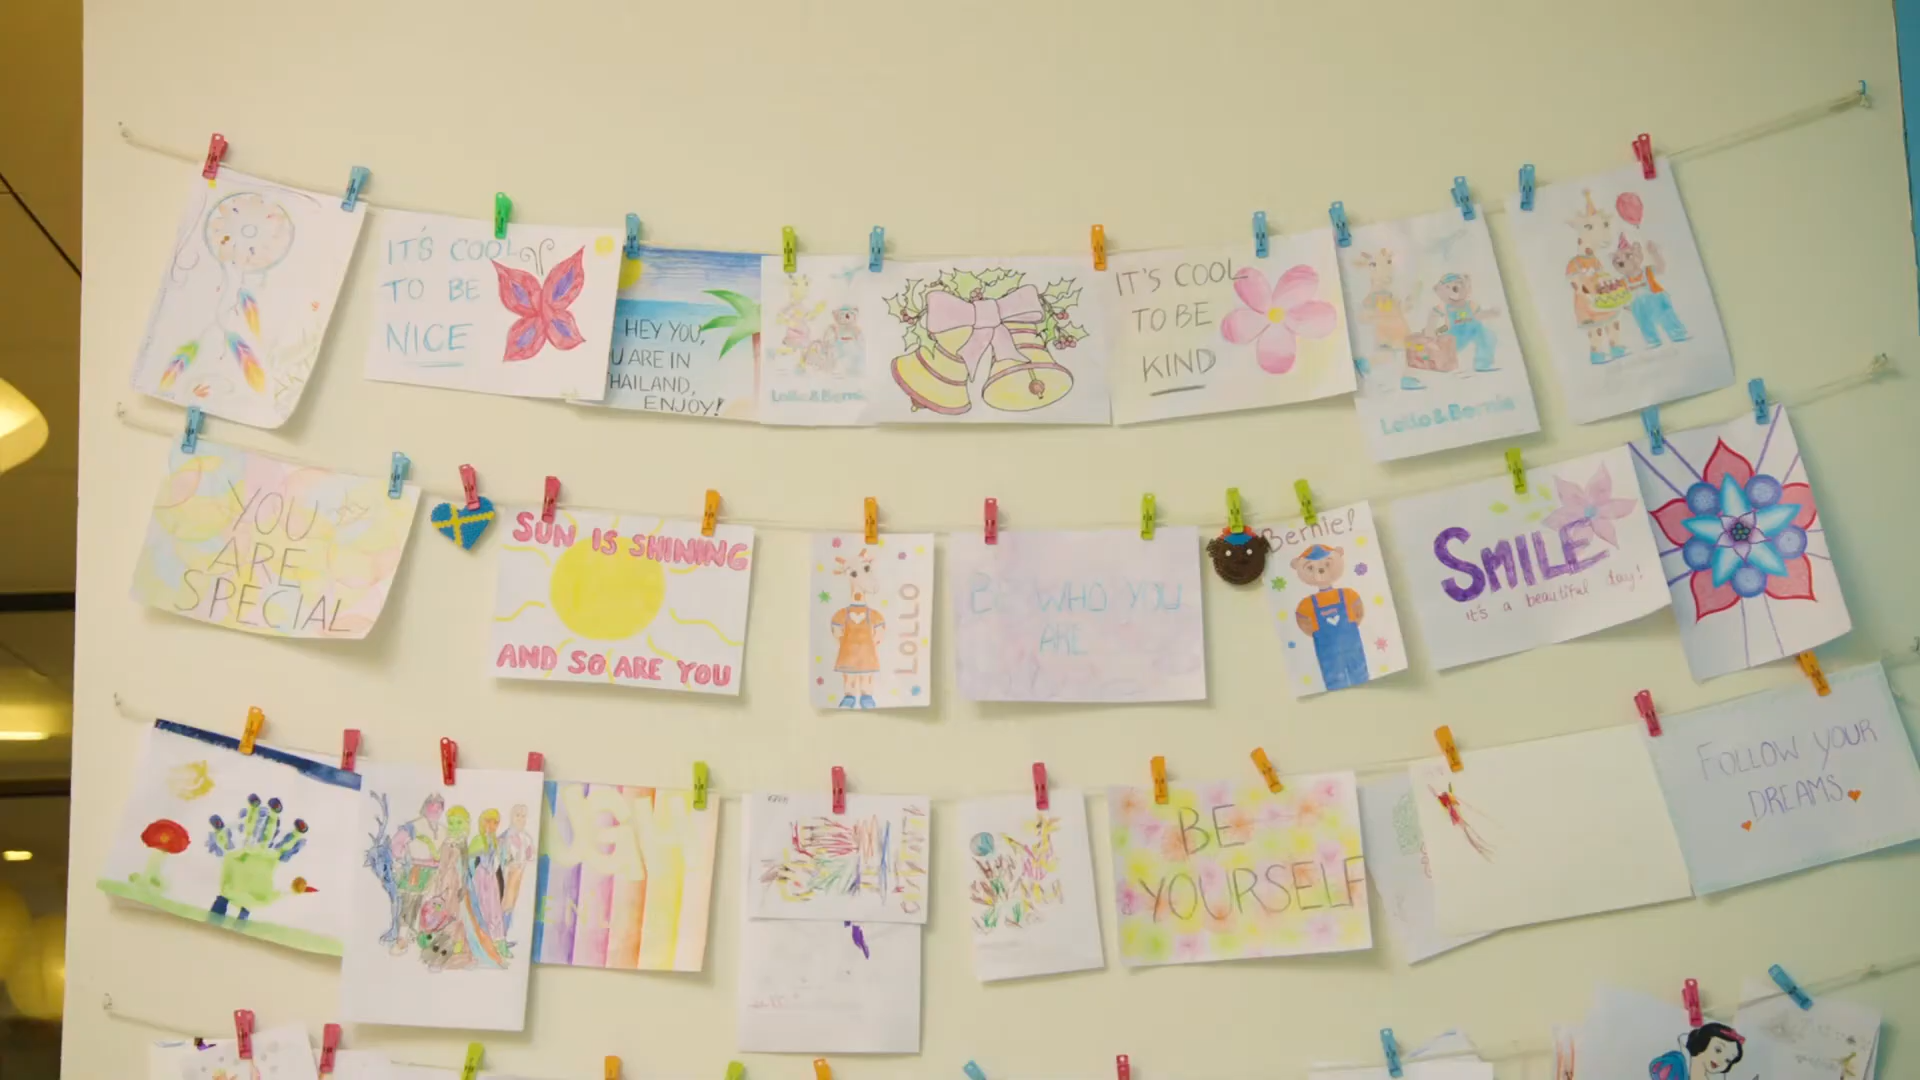 IT'S COOL
TO BE
NICE
HEY YOU,
U ARE IN
HAILAND,
ENJOY!
Lollo&Bernie
IT'S COOL
TO BE
KIND
Lollo&Bernie
YOU
ARE
SPECIAL
SUN IS SHINING
AND SO ARE YOU
LOLLO
BE WHO YOU
ARE
Bernie!
SMILE
it's a beautiful day!
BE
YOURSELF
FOLLOW YOUR
DREAMS